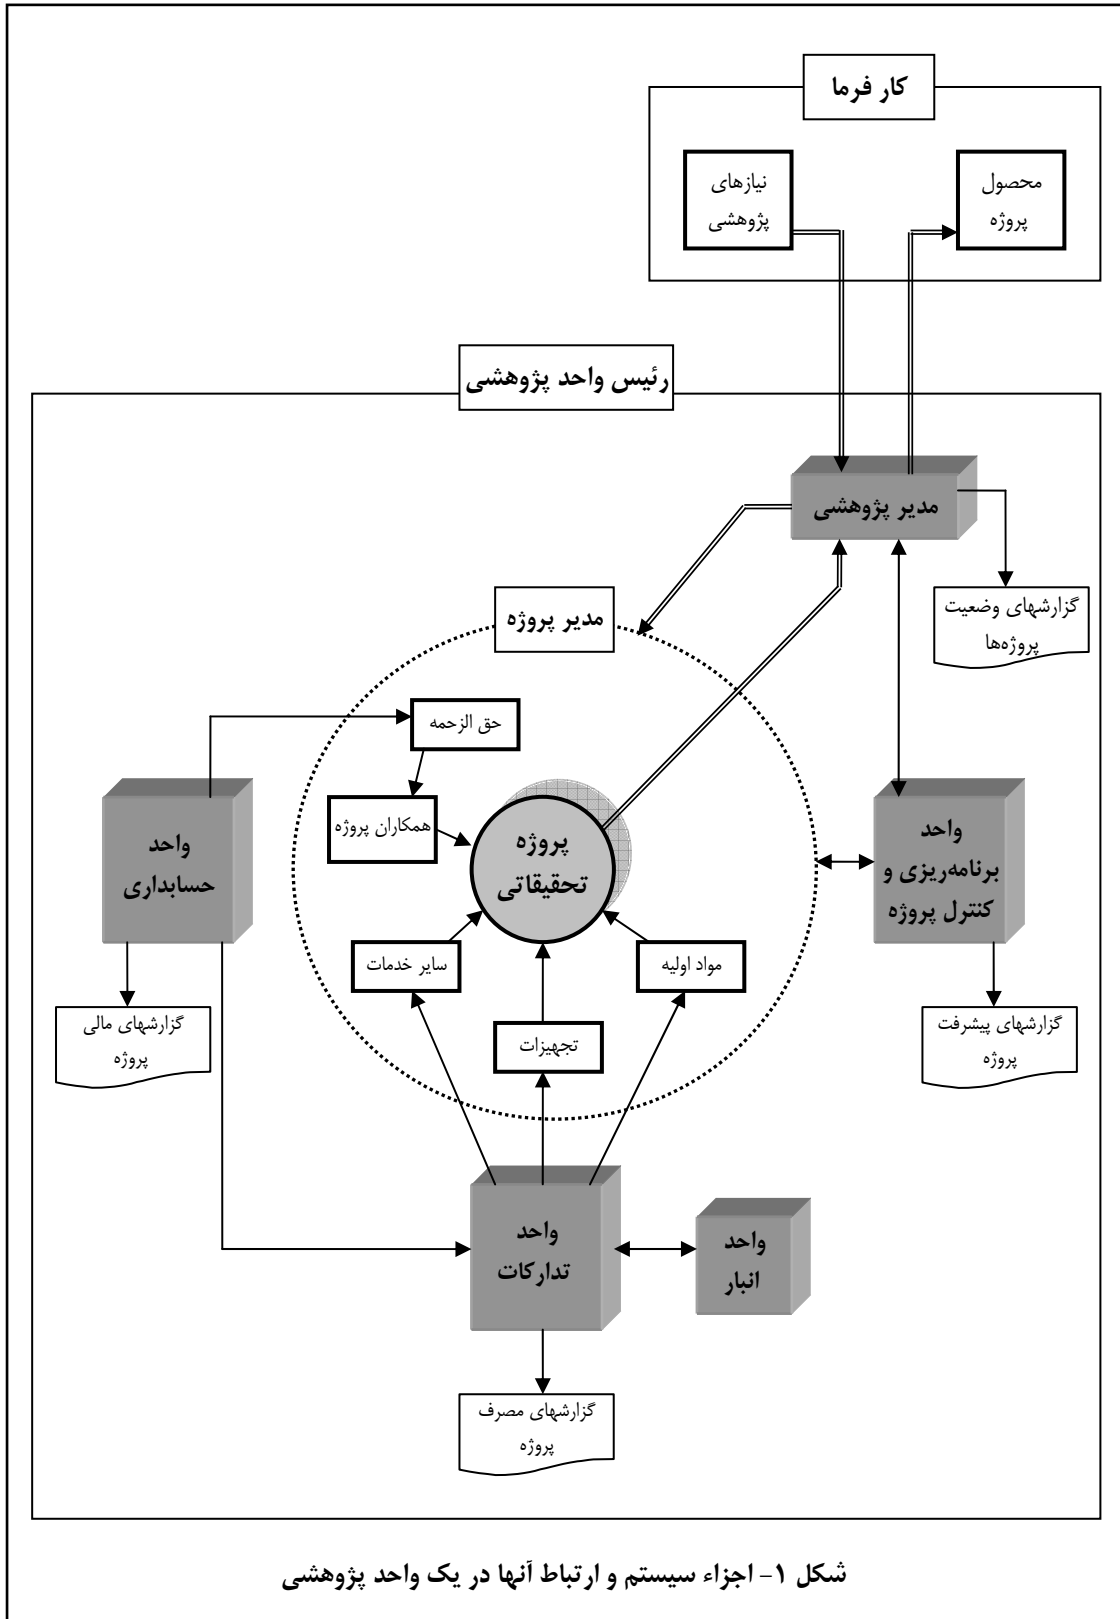 کار فرما
نیازهای
پژوهشی
محصول
پروژه
رئیس واحد پژوهشی
مدیر پژوهشی
گزارشهای وضعیت
پروژه‌ها
مدیر پروژه
حق الزحمه
همکاران پروژه
پروژه
تحقیقاتی
واحد
حسابداری
واحد
برنامه‌ریزی و
کنترل پروژه
سایر خدمات
مواد اولیه
تجهیزات
گزارشهای مالی
پروژه
گزارشهای پیشرفت
پروژه
واحد
تدارکات
واحد
انبار
گزارشهای مصرف
پروژه
شکل ۱- اجزاء سیستم و ارتباط آنها در یک واحد پژوهشی